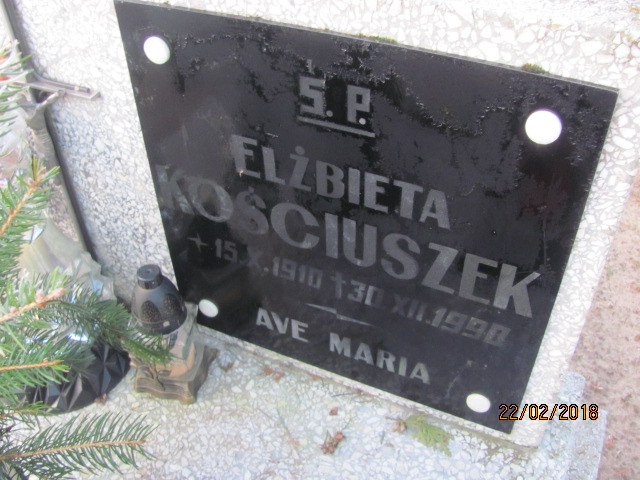 Ś. P.
ELŻBIETA
KOŚCIUSZEK
+ 15.X.1910 + 30 XII.1990
AVE MARIA
22/02/2018